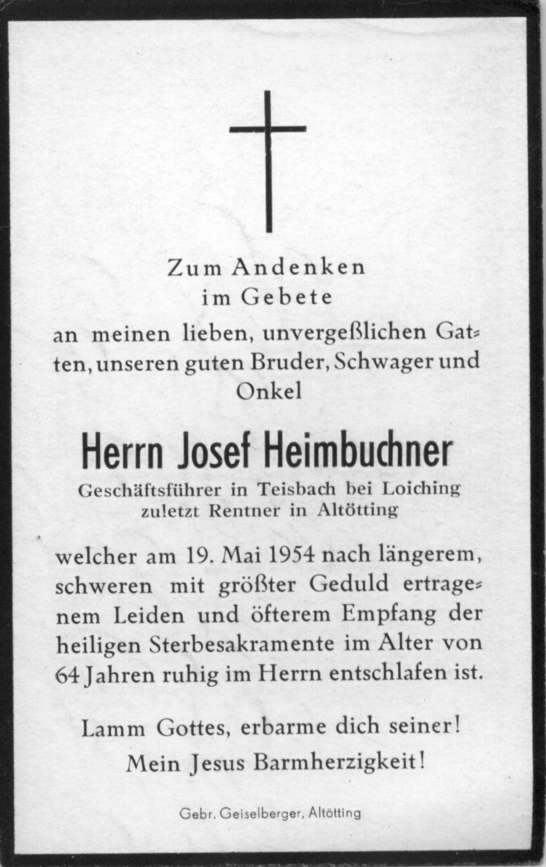 Zum Andenken
im Gebete
an meinen lieben, unvergeßlichen Gat⸗
ten, unseren guten Bruder, Schwager und
Onkel
Herrn Josef Heimbuchner
Geschäftsführer in Teisbach bei Loiching
zuletzt Rentner in Altötting
welcher am 19. Mai 1954 nach längerem,
schweren mit größter Geduld ertrage⸗
nem Leiden und öfterem Empfang der
heiligen Sterbesakramente im Alter von
64 Jahren ruhig im Herrn entschlafen ist.
Lamm Gottes, erbarme dich seiner!
Mein Jesus Barmherzigkeit!
Gebr. Geiselberger, Altötting